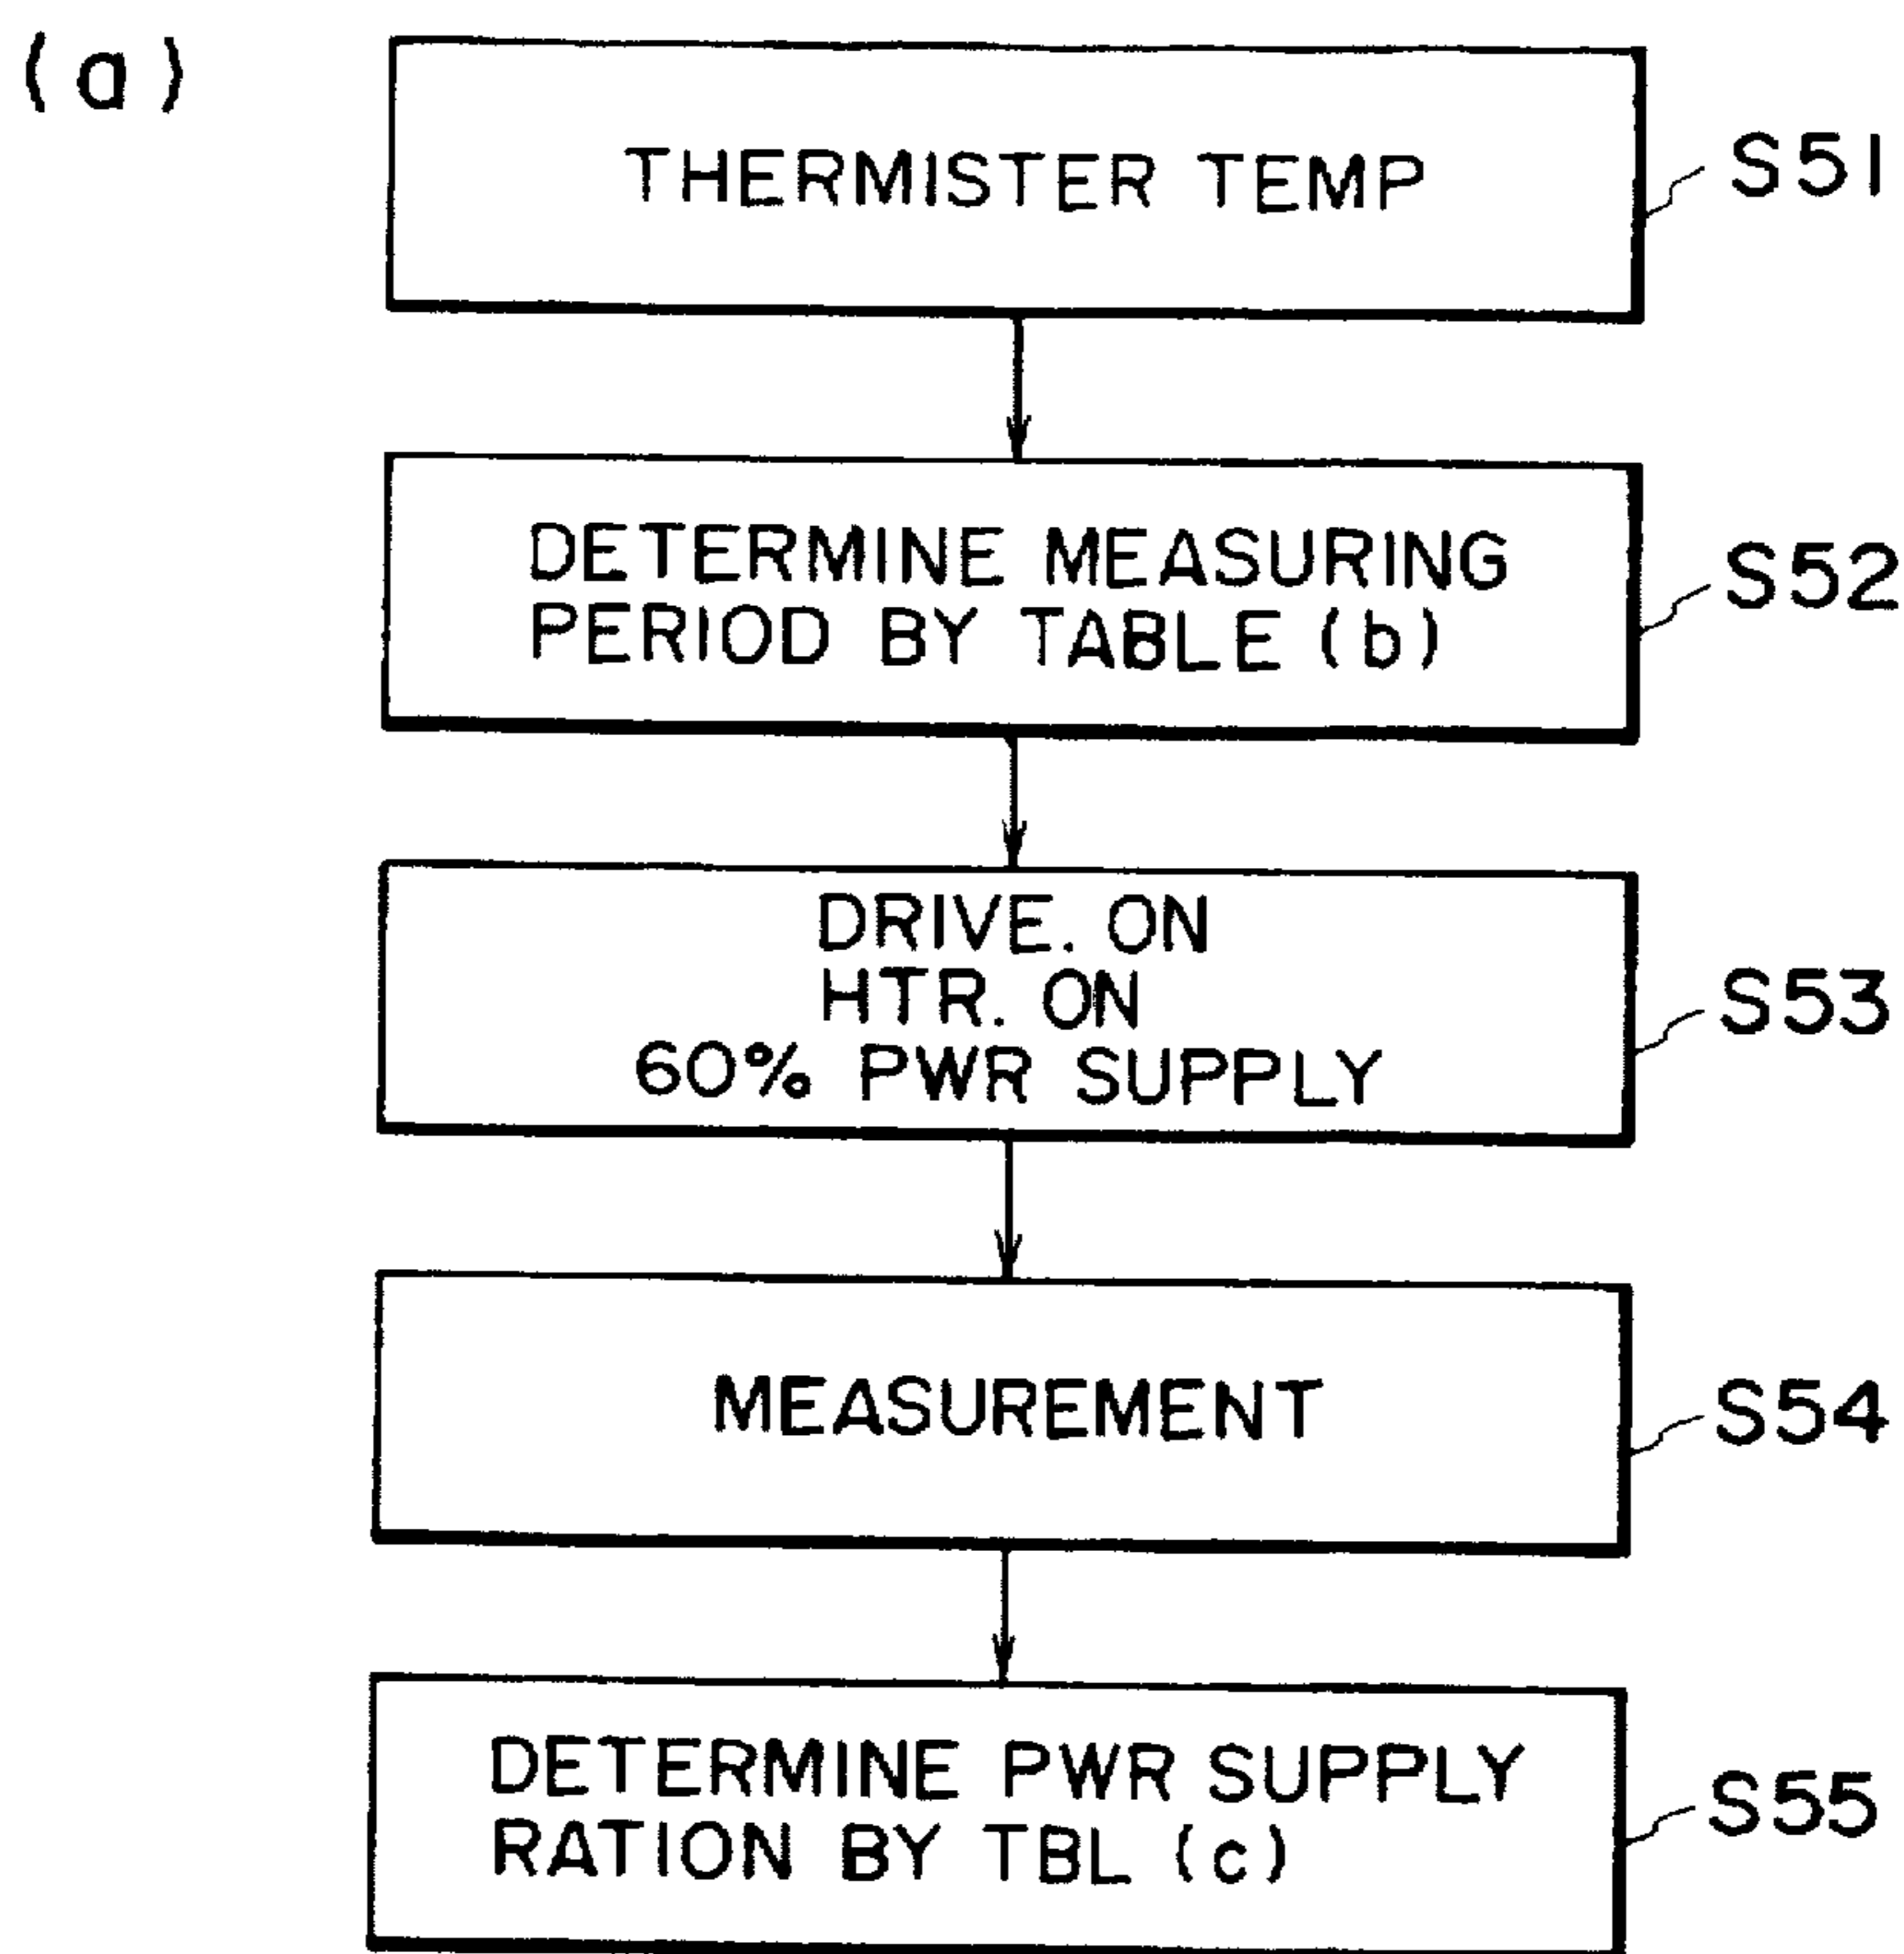 (a)
THERMISTER TEMP
S51
DETERMINE MEASURING
PERIOD BY TABLE (b)
S52
DRIVE. ON
HTR. ON
60% PWR SUPPLY
S53
MEASUREMENT
S54
DETERMINE PWR SUPPLY
RATION BY TBL (c)
S55